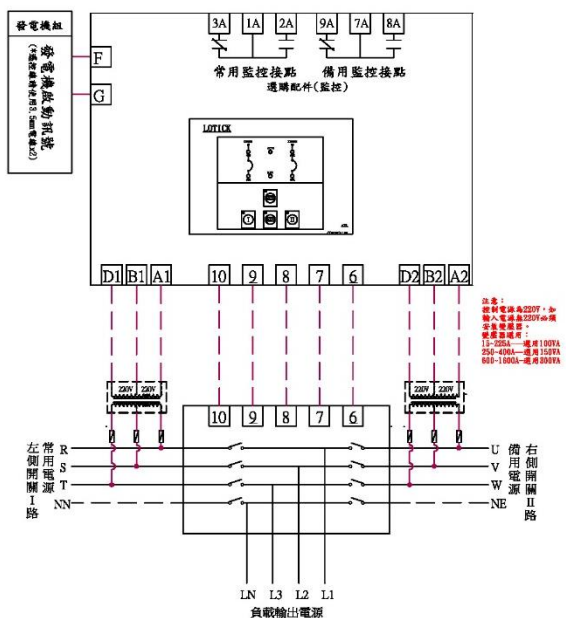 發電機組
發電機啟動訊號
(*遙控線請使用3.5mm電線x2)
F
G
3A 1A 2A 9A 7A 8A
常用監控接點 備用監控接點
選購配件(監控)
LOTICK
D1 B1 A1 10 9 8 7 6 D2 B2 A2
注意:
控制電源為220V,如
輸入電源無220V必須
安裝變壓器。
變壓器選用:
15-225A---選用100VA
250-400A---選用150VA
600-1600A-選用200VA
220V 220V 220V 220V
10 9 8 7 6
左側開關I路
常用電源
R
S
T
NN
U
V
W
NE
備用電源
右側開關II路
LN L3 L2 L1
負載輸出電源